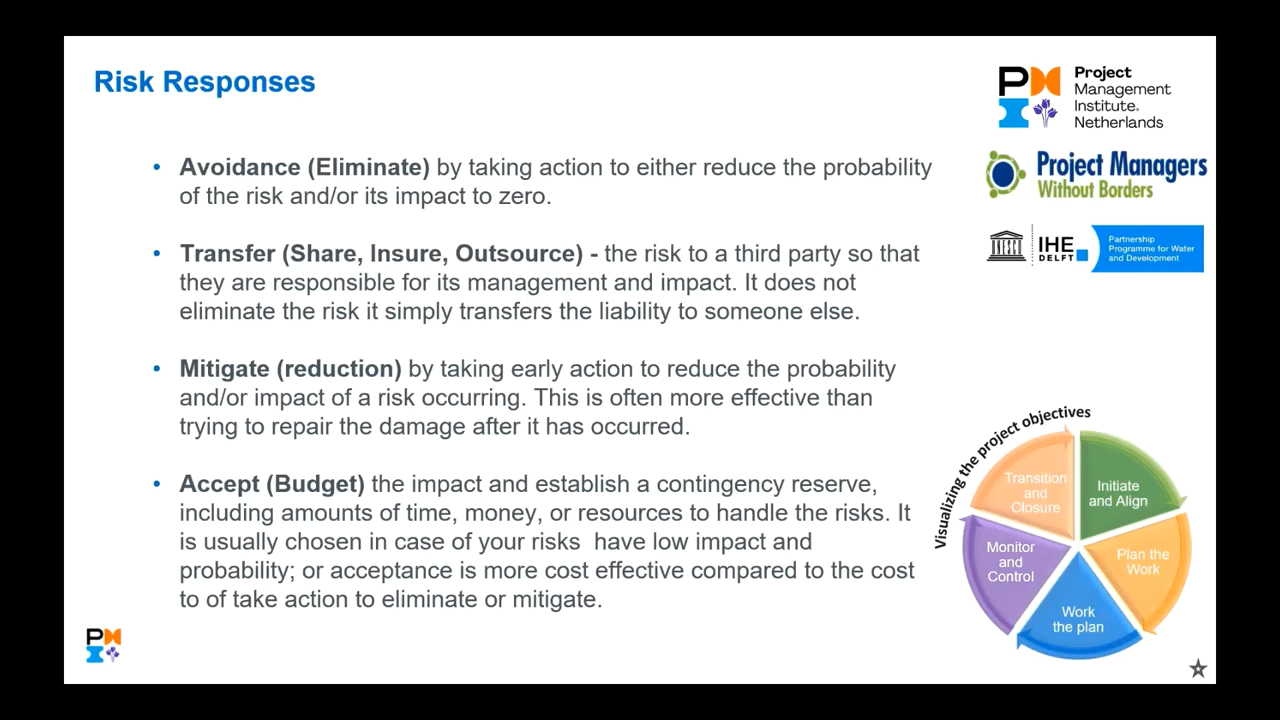 Risk Responses
• Avoidance (Eliminate) by taking action to either reduce the probability
of the risk and/or its impact to zero.
• Transfer (Share, Insure, Outsource) - the risk to a third party so that
they are responsible for its management and impact. It does not
eliminate the risk it simply transfers the liability to someone else.
• Mitigate (reduction) by taking early action to reduce the probability
and/or impact of a risk occurring. This is often more effective than
trying to repair the damage after it has occurred.
• Accept (Budget) the impact and establish a contingency reserve,
including amounts of time, money, or resources to handle the risks. It
is usually chosen in case of your risks  have low impact and
probability; or acceptance is more cost effective compared to the cost
to of take action to eliminate or mitigate.
Project
Management
Institute.
Netherlands
Project Managers
Without Borders
unesco
IHE
DELFT
Partnership
Programme for Water
and Development
Visualizing the project objectives
Initiate
and Align
Plan the
Work
Work
the plan
Monitor
and
Control
Transition
and
Closure